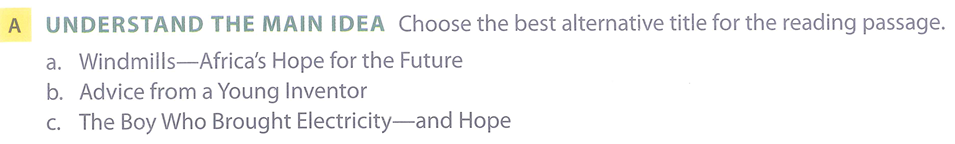 A UNDERSTAND THE MAIN IDEA Choose the best alternative title for the reading passage.
a. Windmills—Africa's Hope for the Future
b. Advice from a Young Inventor
c. The Boy Who Brought Electricity—and Hope